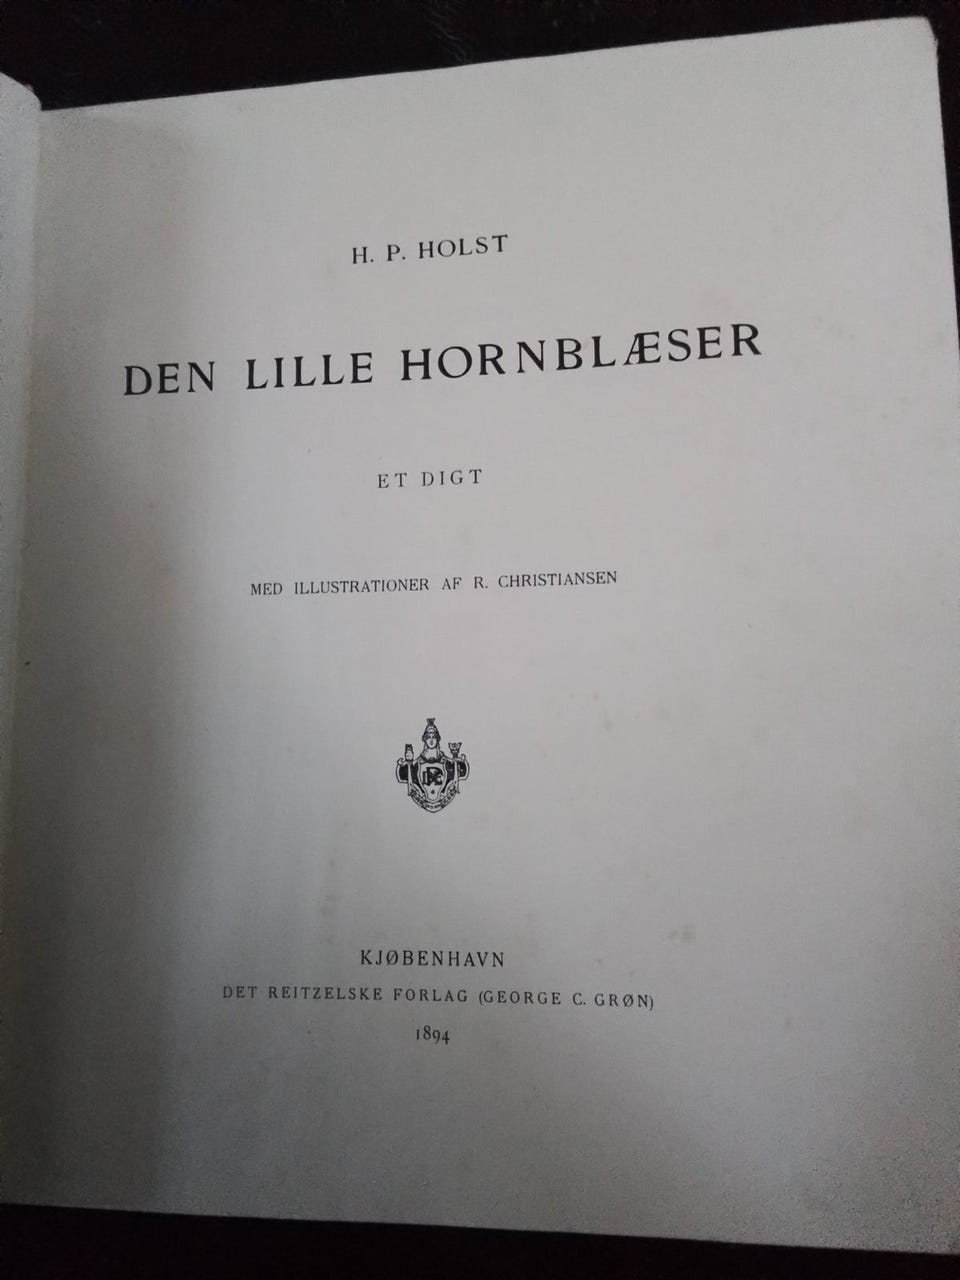 H. P. HOLST
DEN LILLE HORNBLÆSER
ET DIGT
MED ILLUSTRATIONER AF R. CHRISTIANSEN
KJØBENHAVN
DET REITZELSKE FORLAG (GEORGE C. GRØN)
1894